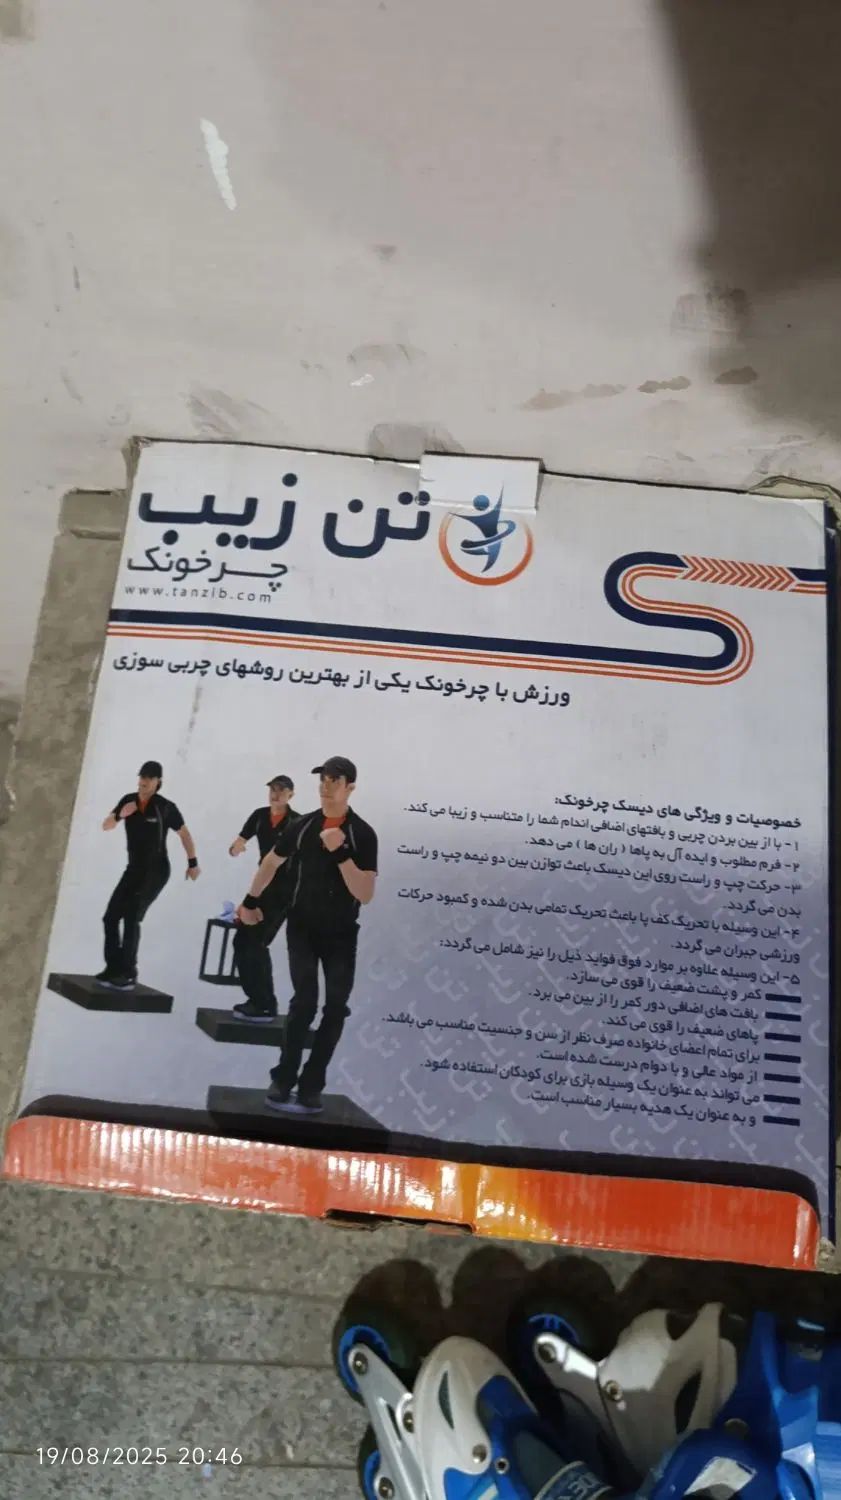 تن زیب
چرخونک
www.tanzib.com
ورزش با چرخونک یکی از بهترین روشهای چربی سوزی
خصوصیات و ویژگی های دیسک چرخونک:
۱- با از بین بردن چربی و بافتهای اضافی اندام شما را متناسب و زیبا می کند.
۲- فرم مطلوب و ایده آل به پاها ( ران ها ) می دهد.
۳- حرکت چپ و راست روی این دیسک باعث توازن بین دو نیمه چپ و راست
بدن می گردد.
۴- این وسیله با تحریک کف پا باعث تحریک تمامی بدن شده و کمبود حرکات
ورزشی جبران می گردد.
۵- این وسیله علاوه بر موارد فوق فواید ذیل را نیز شامل می گردد:
کمر و پشت ضعیف را قوی می سازد.
بافت های اضافی دور کمر را از بین می برد.
پاهای ضعیف را قوی می کند.
برای تمام اعضای خانواده صرف نظر از سن و جنسیت مناسب می باشد.
از مواد عالی و با دوام درست شده است.
می تواند به عنوان یک وسیله بازی برای کودکان استفاده شود.
و به عنوان یک هدیه بسیار مناسب است.
19/08/2025 20:46